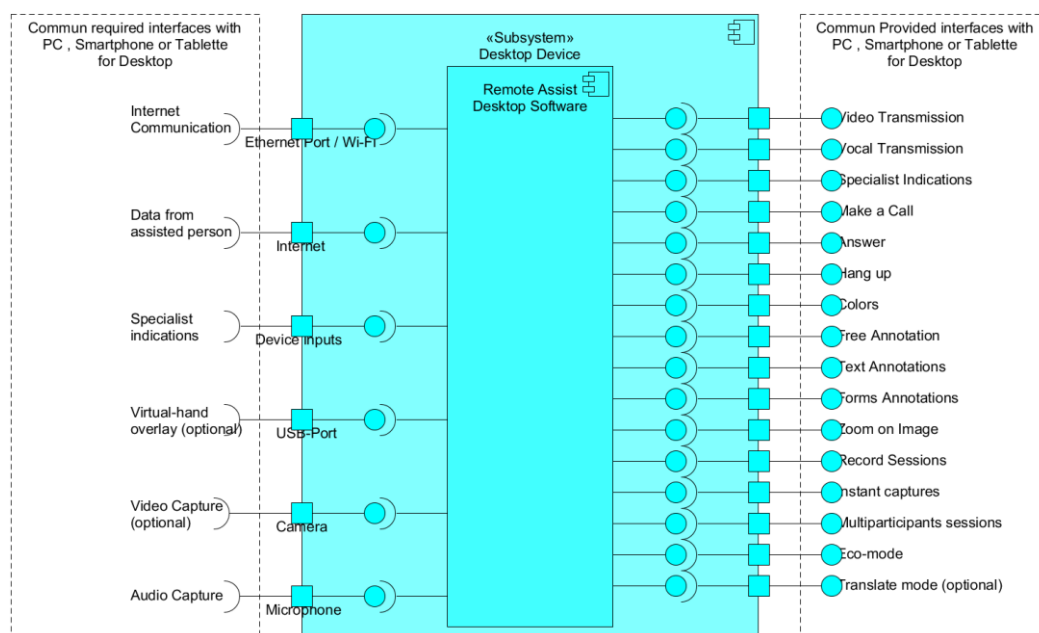 Commun required interfaces with
PC , Smartphone or Tablette
for Desktop
Internet
Communication
Data from
assisted person
Specialist
indications
Virtual-hand
overlay (optional)
Video Capture
(optional)
Audio Capture
«Subsystem»
Desktop Device
Remote Assist
Desktop Software
Ethernet Port / Wi-Fi
Internet
Device Inputs
USB-Port
Camera
Microphone
Commun Provided interfaces with
PC , Smartphone or Tablette
for Desktop
Video Transmission
Vocal Transmission
Specialist Indications
Make a Call
Answer
Hang up
Colors
Free Annotation
Text Annotations
Forms Annotations
Zoom on Image
Record Sessions
Instant captures
Multiparticipants sessions
Eco-mode
Translate mode (optional)